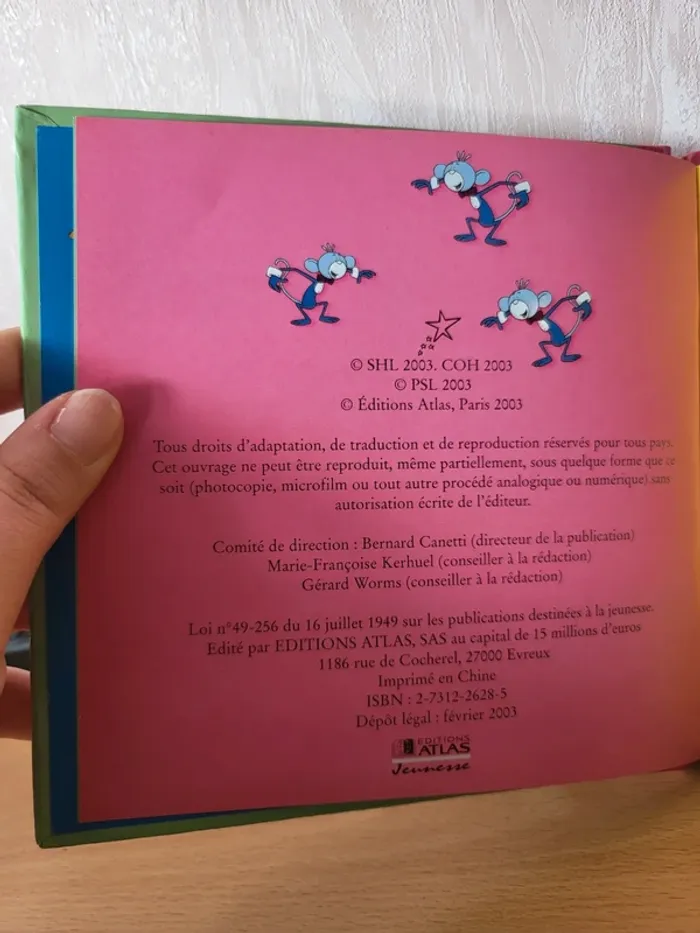 © SHL 2003. COH 2003
© PSL 2003
© Éditions Atlas, Paris 2003
Tous droits d'adaptation, de traduction et de reproduction réservés pour tous pays.
Cet ouvrage ne peut être reproduit, même partiellement, sous quelque forme que ce
soit (photocopie, microfilm ou tout autre procédé analogique ou numérique) sans
autorisation écrite de l'éditeur.
Comité de direction : Bernard Canetti (directeur de la publication)
Marie-Françoise Kerhuel (conseiller à la rédaction)
Gérard Worms (conseiller à la rédaction)
Loi n°49-256 du 16 juillet 1949 sur les publications destinées à la jeunesse.
Edité par EDITIONS ATLAS, SAS au capital de 15 millions d'euros
1186 rue de Cocherel, 27000 Evreux
Imprimé en Chine
ISBN : 2-7312-2628-5
Dépôt légal : février 2003
EDITIONS
ATLAS
Jeunesse